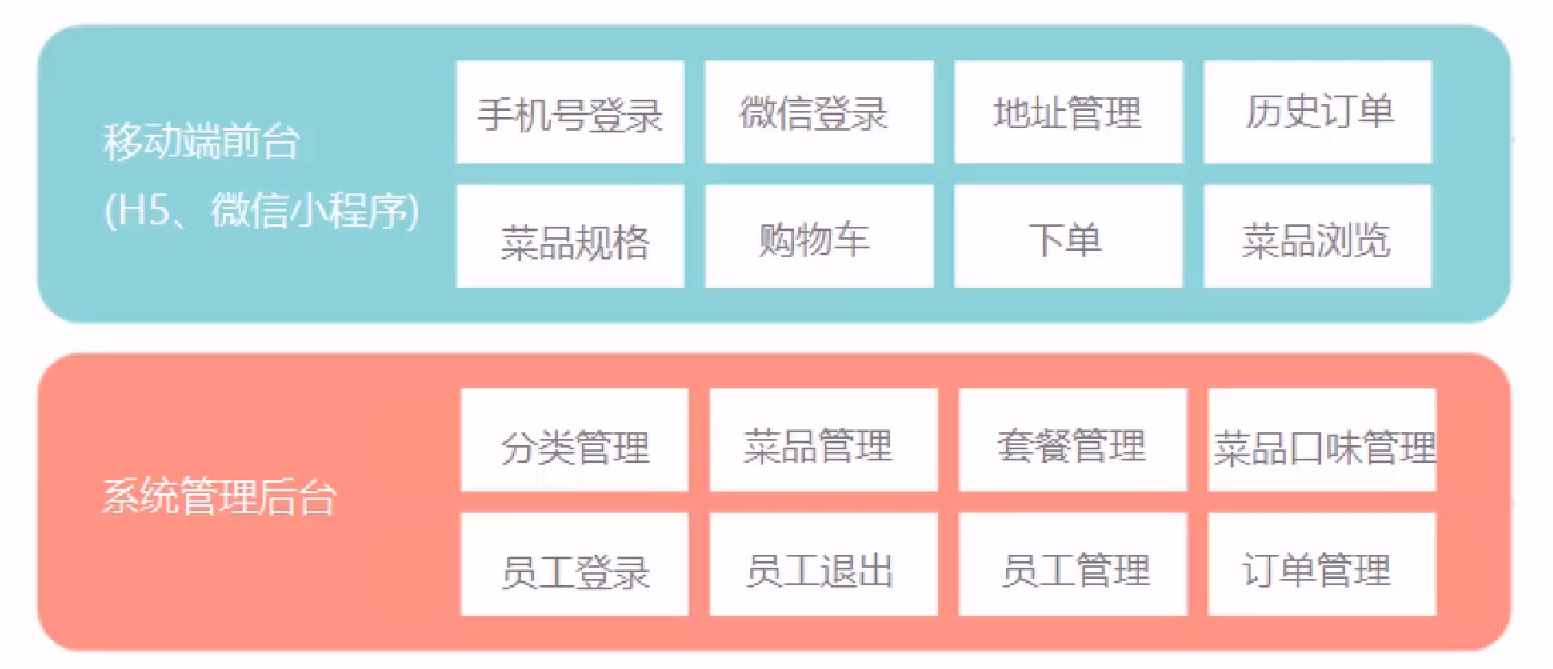 移动端前台
(H5、微信小程序)
手机号登录
微信登录
地址管理
历史订单
菜品规格
购物车
下单
菜品浏览
系统管理后台
分类管理
菜品管理
套餐管理
菜品口味管理
员工登录
员工退出
员工管理
订单管理